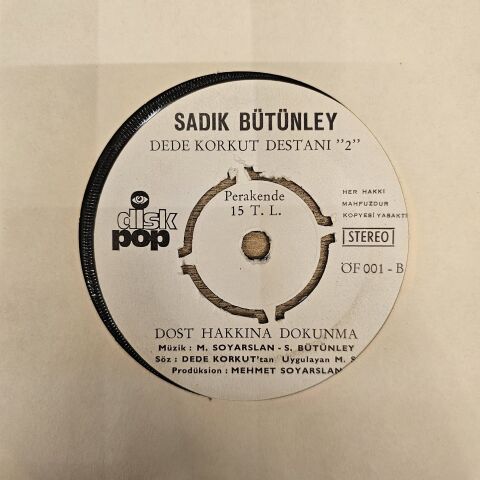 SADIK BÜTÜNLEY
DEDE KORKUT DESTANI "2"
disk
pop
Perakende
15 T. L.
HER HAKKI
MAHFUZDUR
KOPYESİ YASAKTI
STEREO
ÖF 001 - B
DOST HAKKINA DOKUNMA
Müzik : M. SOYARSLAN - S. BÜTÜNLEY
Söz : DEDE KORKUT'tan Uygulayan M. S
Prodüksion : MEHMET SOYARSLAN